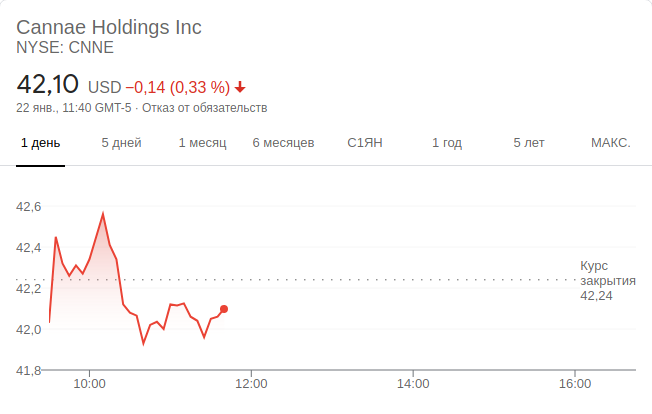 Cannae Holdings Inc
NYSE: CNNE
42,10 USD −0,14 (0,33 %)
22 янв., 11:40 GMT-5 · Отказ от обязательств
1 день 5 дней 1 месяц 6 месяцев С1ЯН 1 год 5 лет МАКС.
42,6
42,4
Курс
закрытия
42,24
42,2
42,0
41,8
10:00 12:00 14:00 16:00